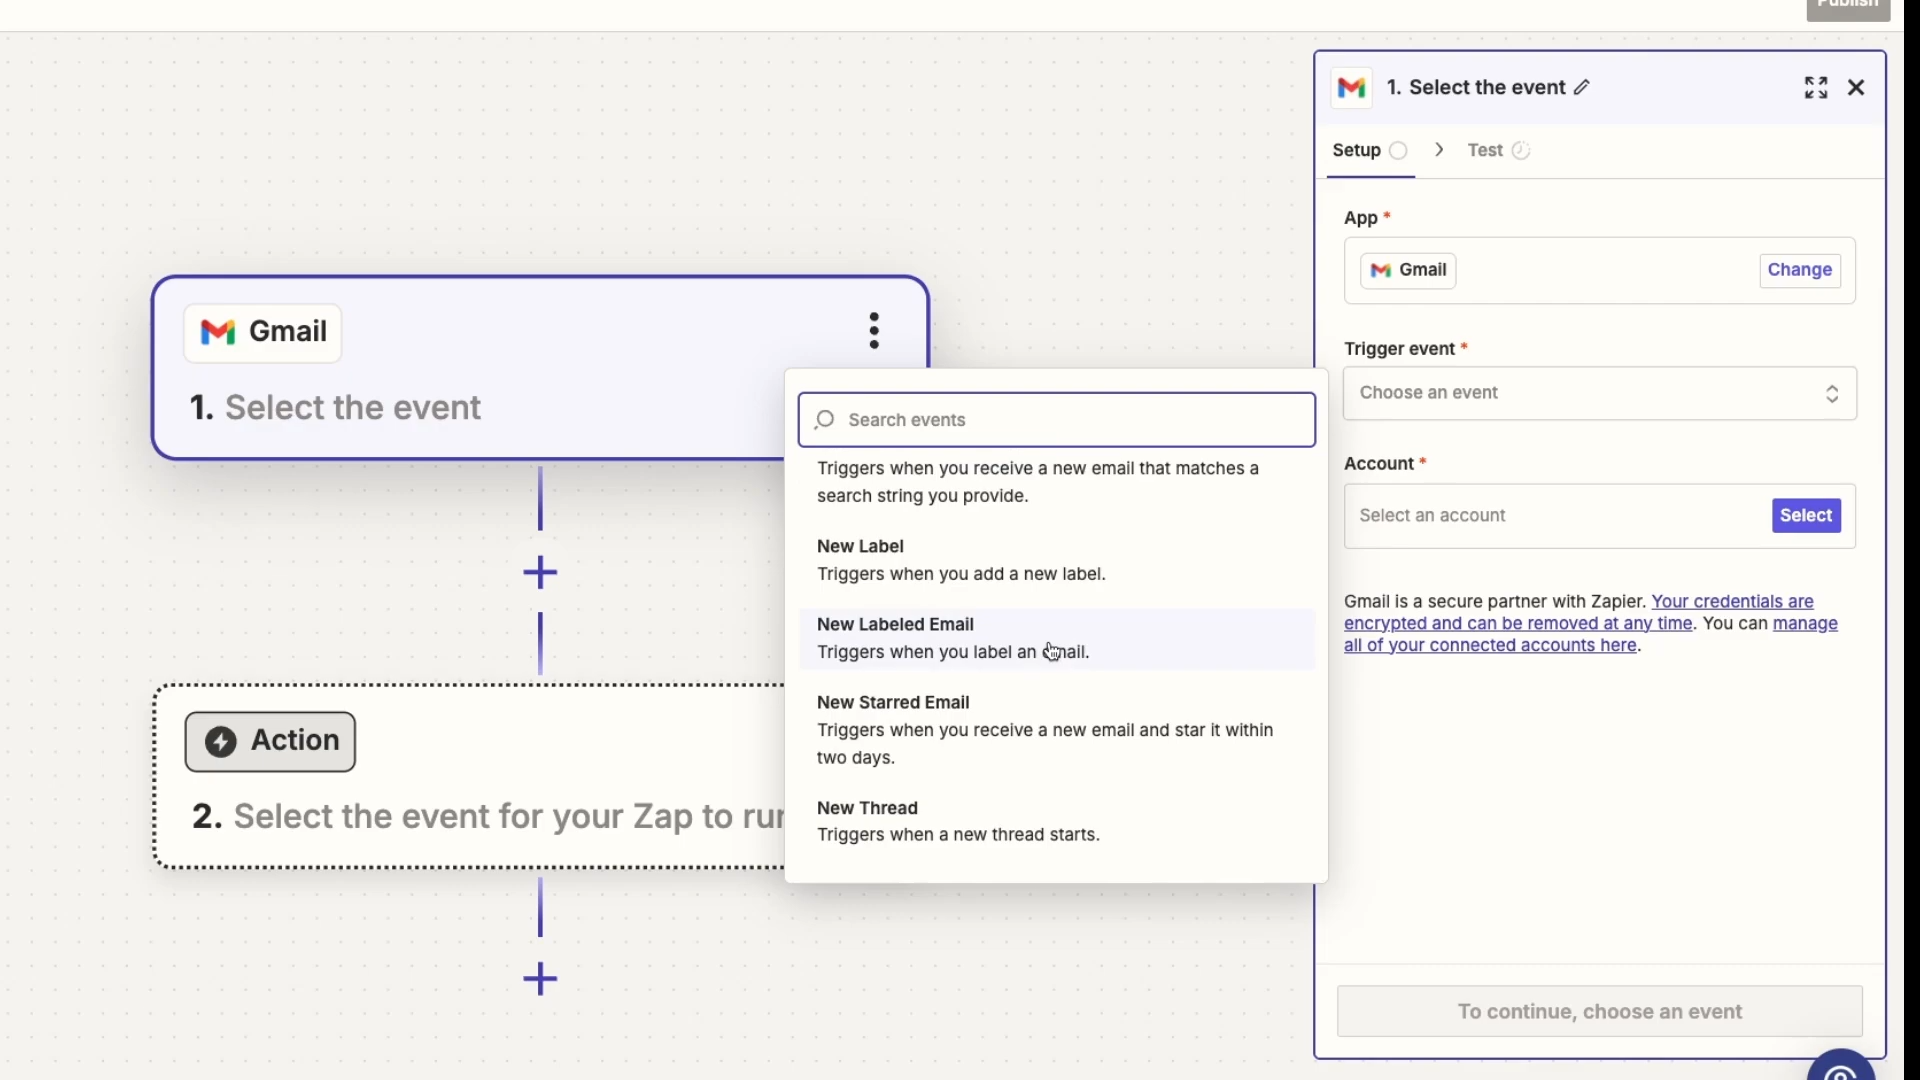 Publish
1. Select the event
Setup
Test
App *
Gmail
Change
Trigger event *
Choose an event
Account *
Select an account
Select
Gmail is a secure partner with Zapier. Your credentials are
encrypted and can be removed at any time. You can manage
all of your connected accounts here.
To continue, choose an event
Gmail
1. Select the event
Search events
Triggers when you receive a new email that matches a
search string you provide.
New Label
Triggers when you add a new label.
New Labeled Email
Triggers when you label an email.
New Starred Email
Triggers when you receive a new email and star it within
two days.
New Thread
Triggers when a new thread starts.
Action
2. Select the event for your Zap to run